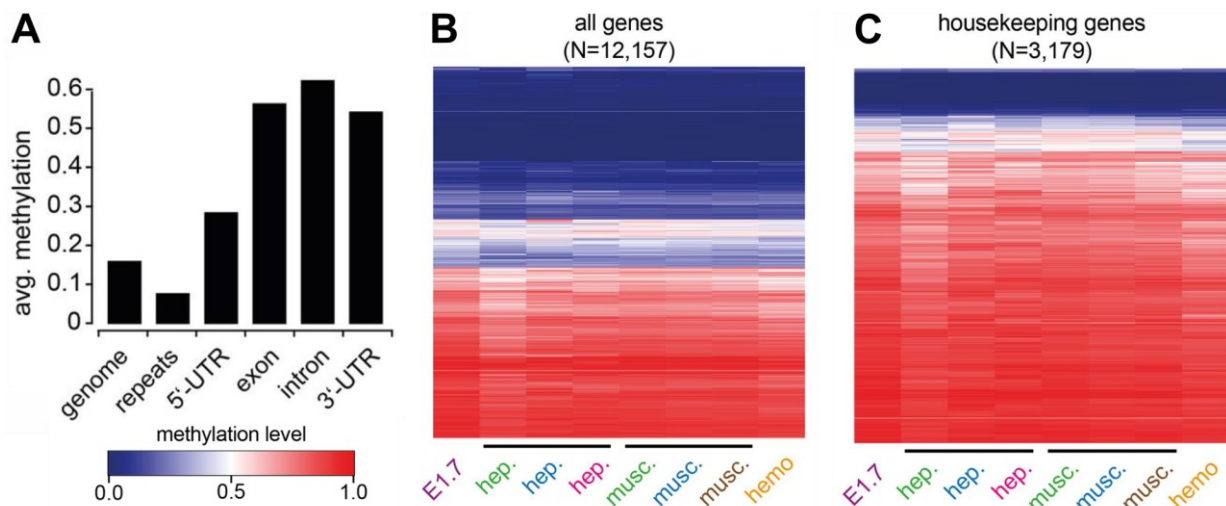 A
avg. methylation
0.6
0.5
0.4
0.3
0.2
0.1
0
genome
repeats
5‘-UTR
exon
intron
3‘-UTR
methylation level
0.0
0.5
1.0
B
all genes
(N=12,157)
E1.7
hep.
hep.
hep.
musc.
musc.
musc.
hemo
C
housekeeping genes
(N=3,179)
E1.7
hep.
hep.
hep.
musc.
musc.
musc.
hemo